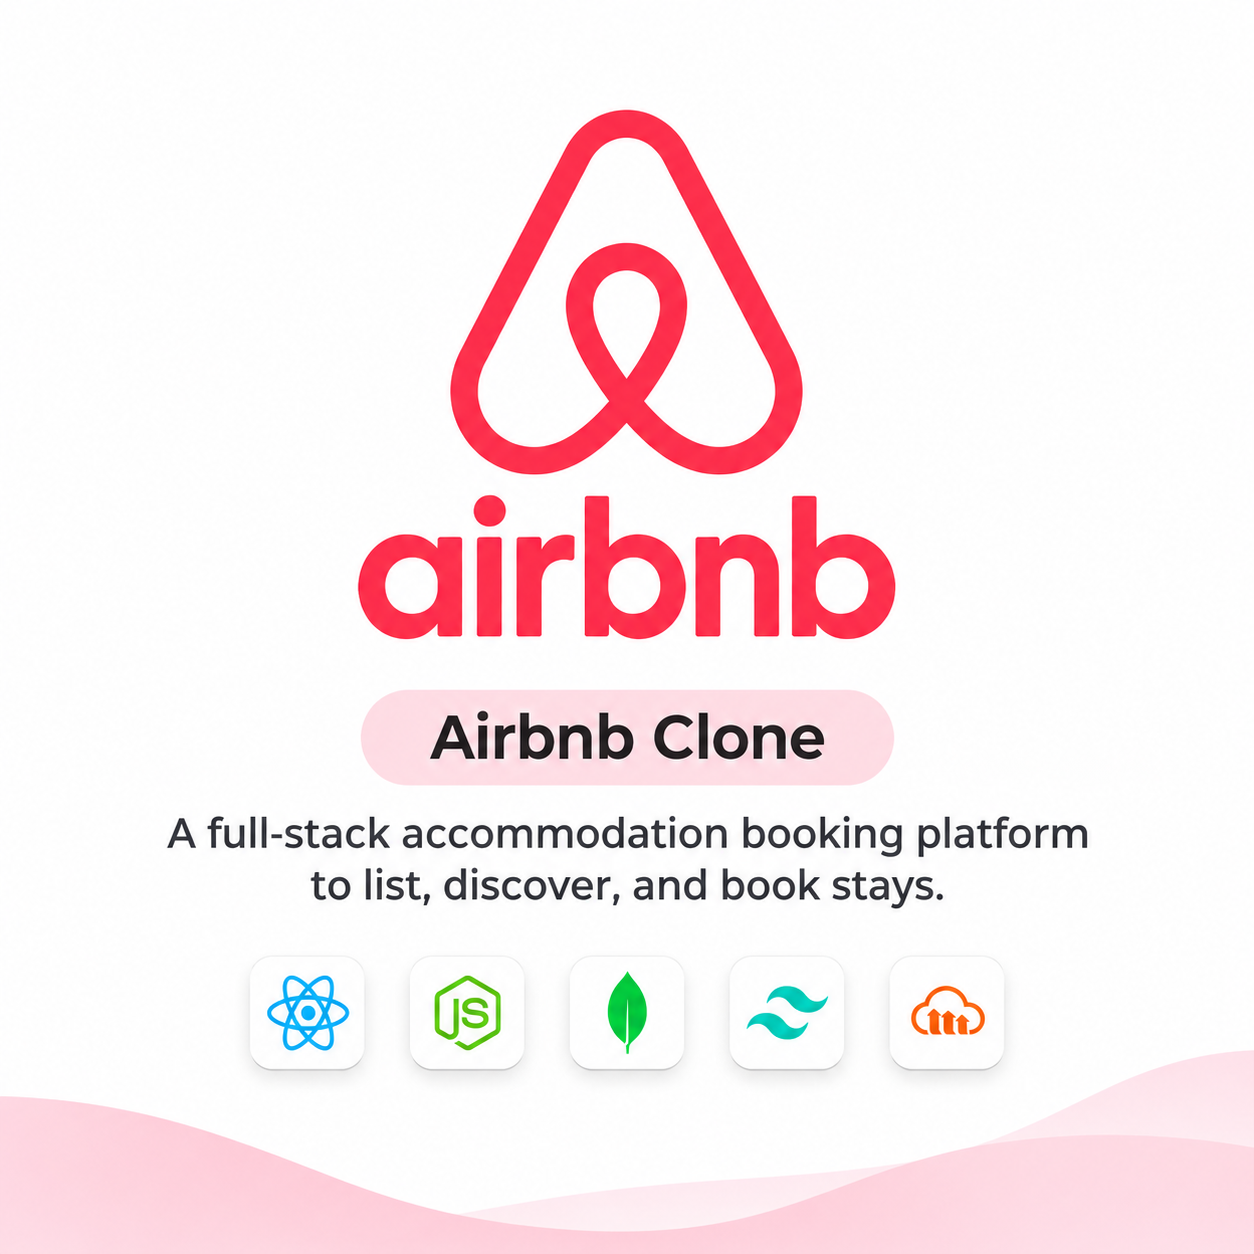 airbnb
Airbnb Clone
A full-stack accommodation booking platform
to list, discover, and book stays.
JS